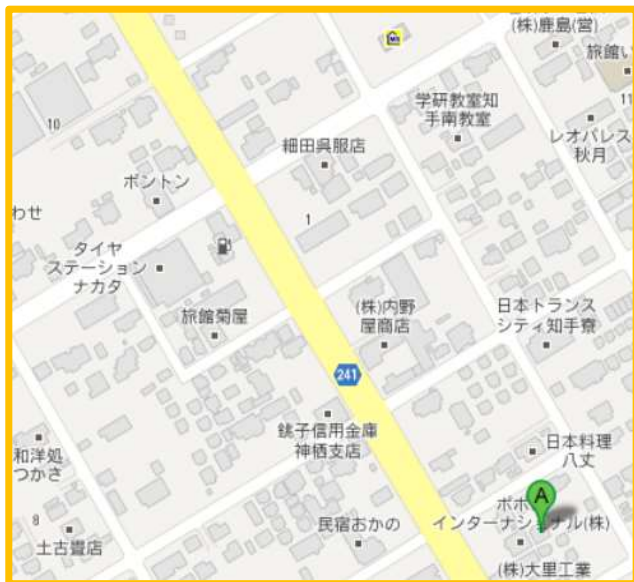 (株)鹿島(営)
旅館い
11
学研教室知
手南教室
レオパレス
秋月
10
細田呉服店
ポントン
わせ
1
タイヤ
ステーション
ナカタ
旅館菊屋
(株)内野
屋商店
日本トランス
シティ知手寮
241
銚子信用金庫
神栖支店
和洋処
つかさ
日本料理
八丈
A
8
土古畳店
民宿おかの
インターナショナル(株)
(株)大里工業